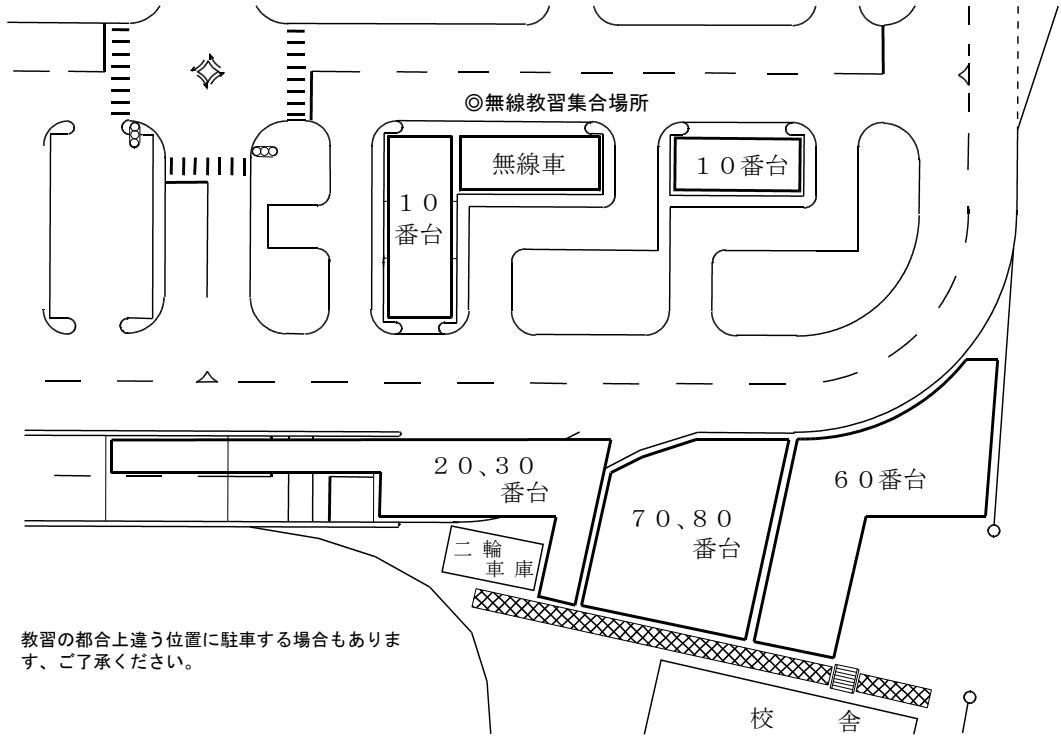 ◎無線教習集合場所
無線車
１０番台
１０
番台
２０、３０
番台
６０番台
７０、８０
番台
二 輪
車 庫
教習の都合上違う位置に駐車する場合もありま
す、ご了承ください。
校　舎